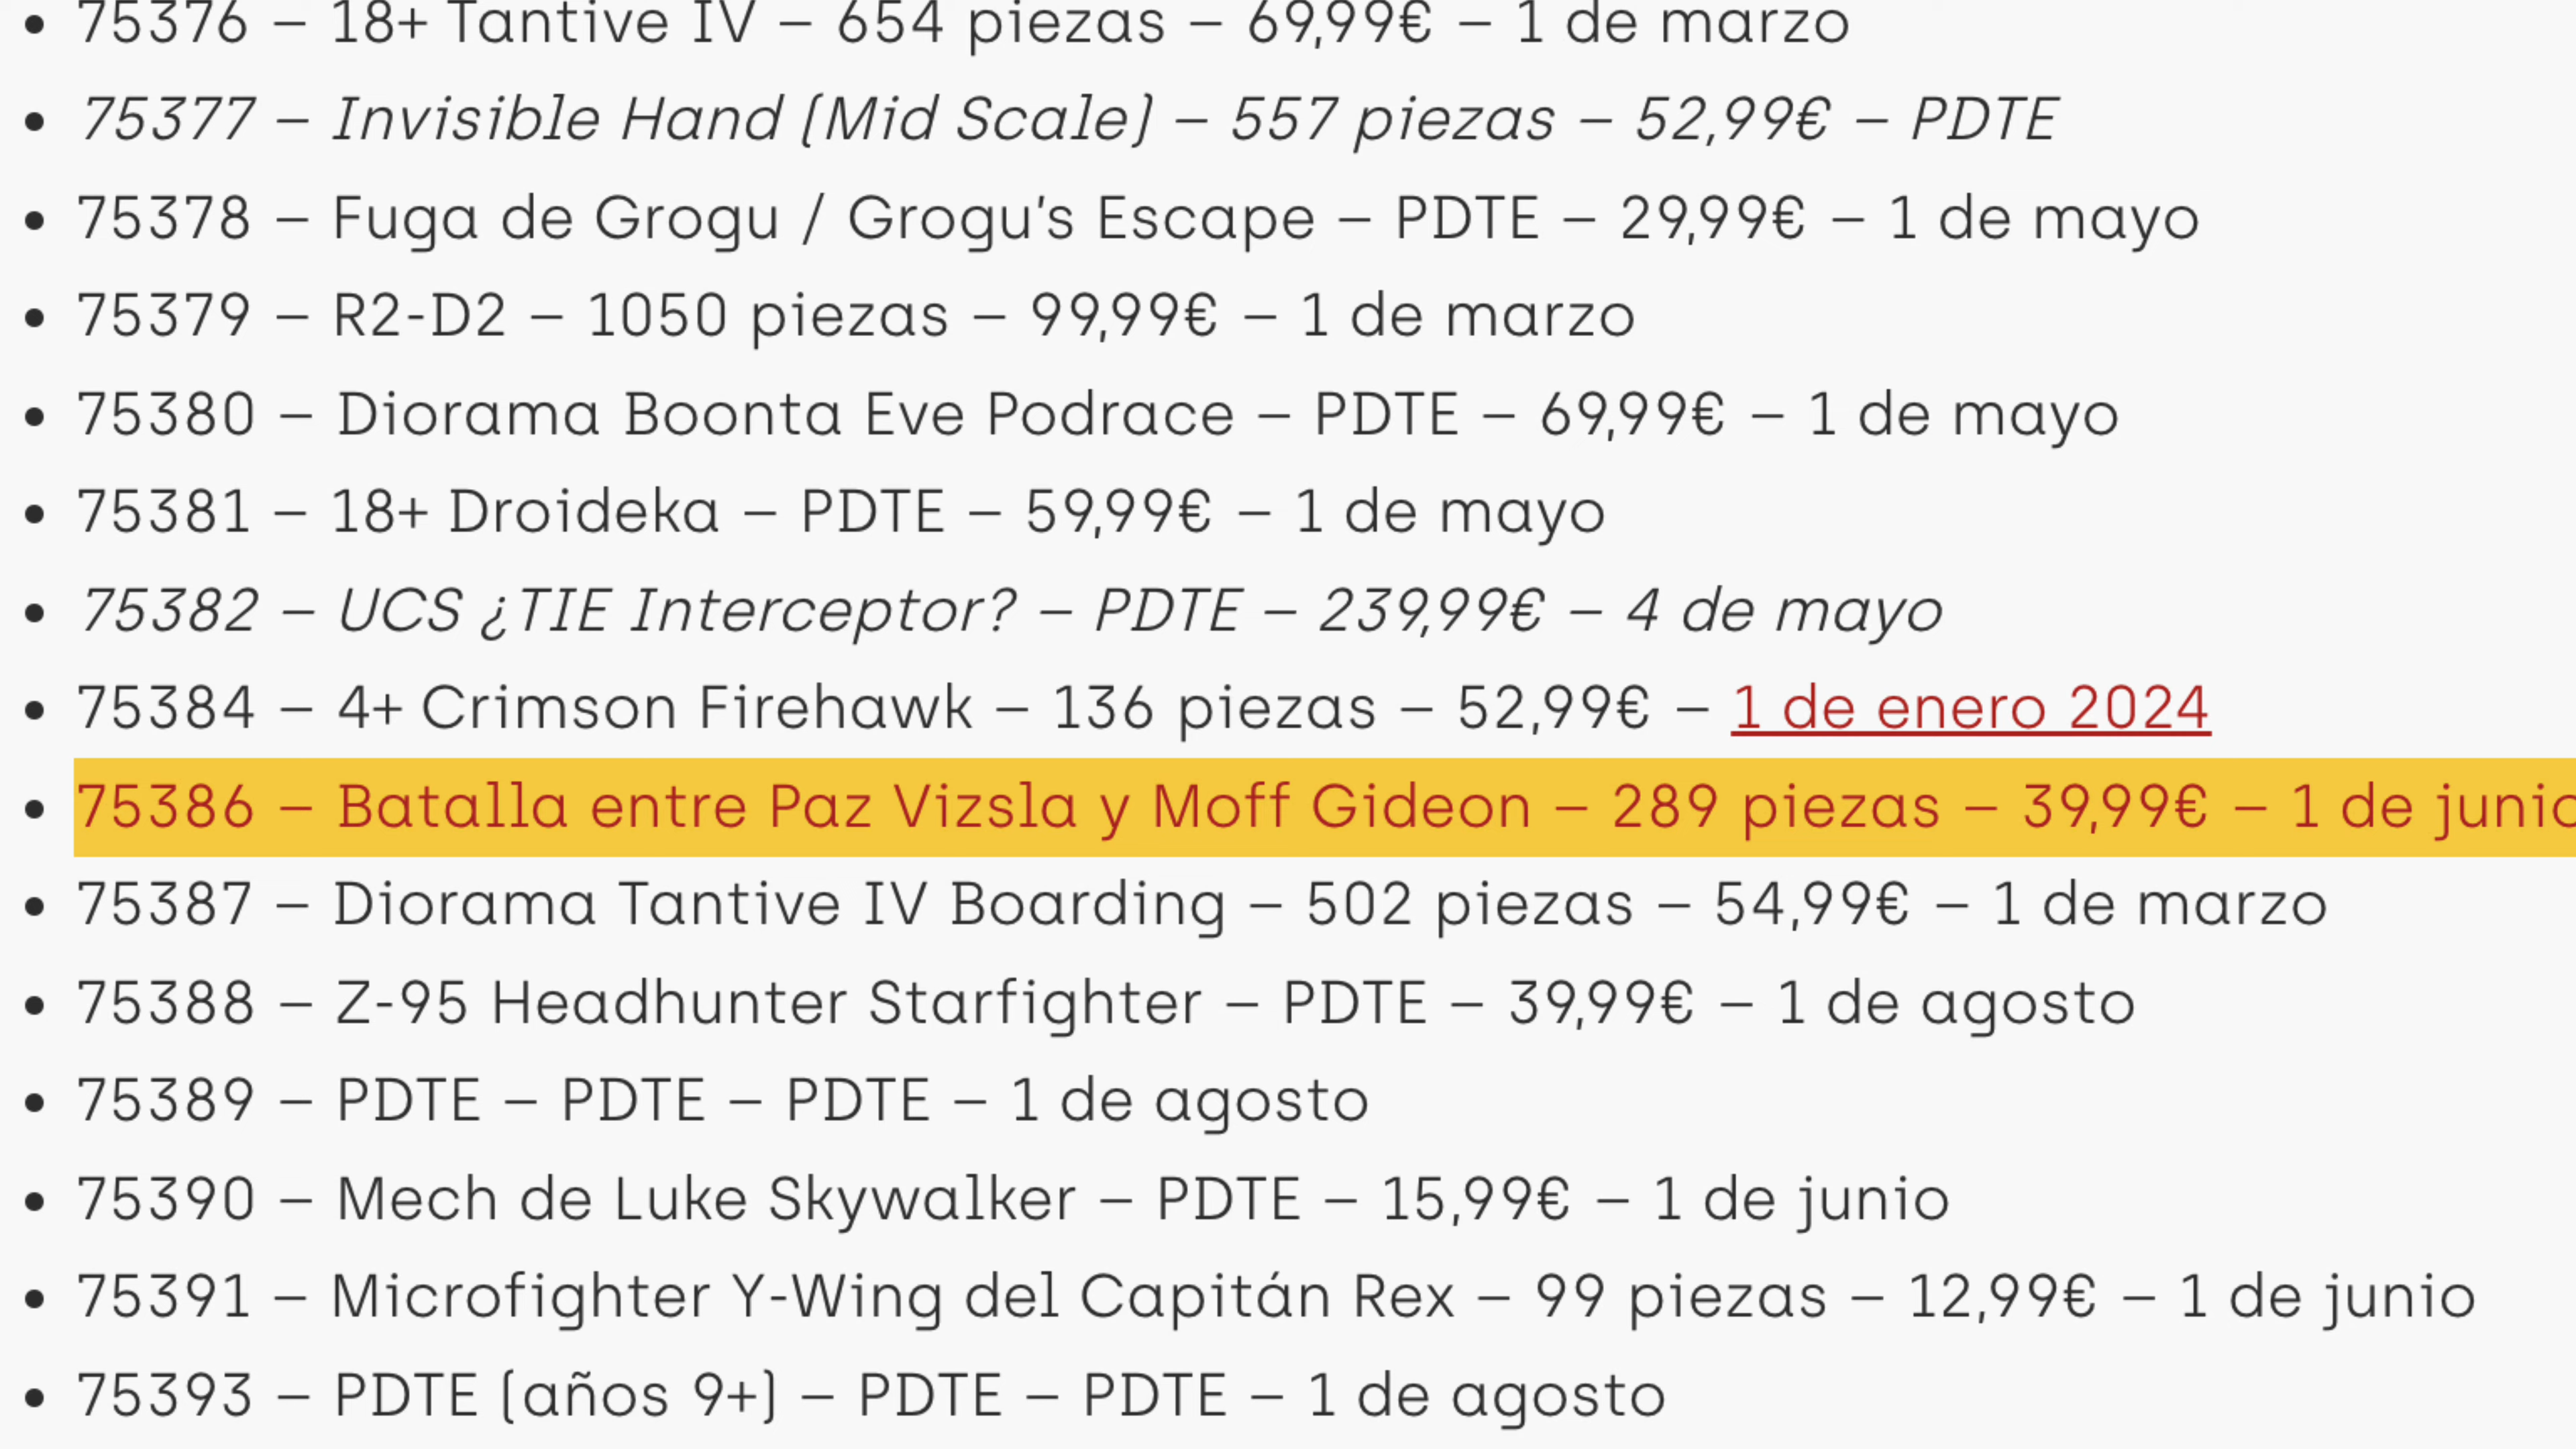 75376 – 18+ Tantive IV – 654 piezas – 69,99€ – 1 de marzo
75377 – Invisible Hand (Mid Scale) – 557 piezas – 52,99€ – PDTE
75378 – Fuga de Grogu / Grogu’s Escape – PDTE – 29,99€ – 1 de mayo
75379 – R2-D2 – 1050 piezas – 99,99€ – 1 de marzo
75380 – Diorama Boonta Eve Podrace – PDTE – 69,99€ – 1 de mayo
75381 – 18+ Droideka – PDTE – 59,99€ – 1 de mayo
75382 – UCS ¿TIE Interceptor? – PDTE – 239,99€ – 4 de mayo
75384 – 4+ Crimson Firehawk – 136 piezas – 52,99€ – 1 de enero 2024
75386 – Batalla entre Paz Vizsla y Moff Gideon – 289 piezas – 39,99€ – 1 de junio
75387 – Diorama Tantive IV Boarding – 502 piezas – 54,99€ – 1 de marzo
75388 – Z-95 Headhunter Starfighter – PDTE – 39,99€ – 1 de agosto
75389 – PDTE – PDTE – PDTE – 1 de agosto
75390 – Mech de Luke Skywalker – PDTE – 15,99€ – 1 de junio
75391 – Microfighter Y-Wing del Capitán Rex – 99 piezas – 12,99€ – 1 de junio
75393 – PDTE (años 9+) – PDTE – PDTE – 1 de agosto